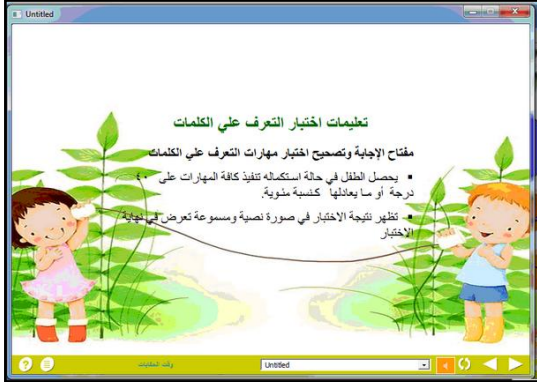 Untitled
تعليمات اختبار التعرف علي الكلمات
مفتاح الإجابة وتصحيح اختبار مهارات التعرف علي الكلمات
▪ يحصل الطفل في حالة استكماله تنفيذ كافة المهارات على ٤٠
درجة أو ما يعادلها كنسبة مئوية.
▪ تظهر نتيجة الاختبار في صورة نصية ومسموعة تعرض في نهاية
الاختبار
وقت الحكايات
Untitled